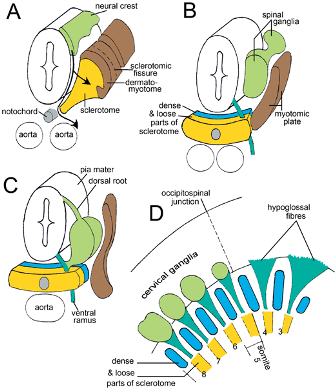 A
neural crest
sclerotomic
fissure
dermato-
myotome
sclerotome
notochord
aorta
aorta
B
spinal
ganglia
dense
& loose
parts of
sclerotome
myotomic
plate
C
pia mater
dorsal root
aorta
ventral
ramus
D
occipitospinal
junction
hypoglossal
fibres
cervical ganglia
dense
& loose
parts of sclerotome
8
6
5
4
3
somite